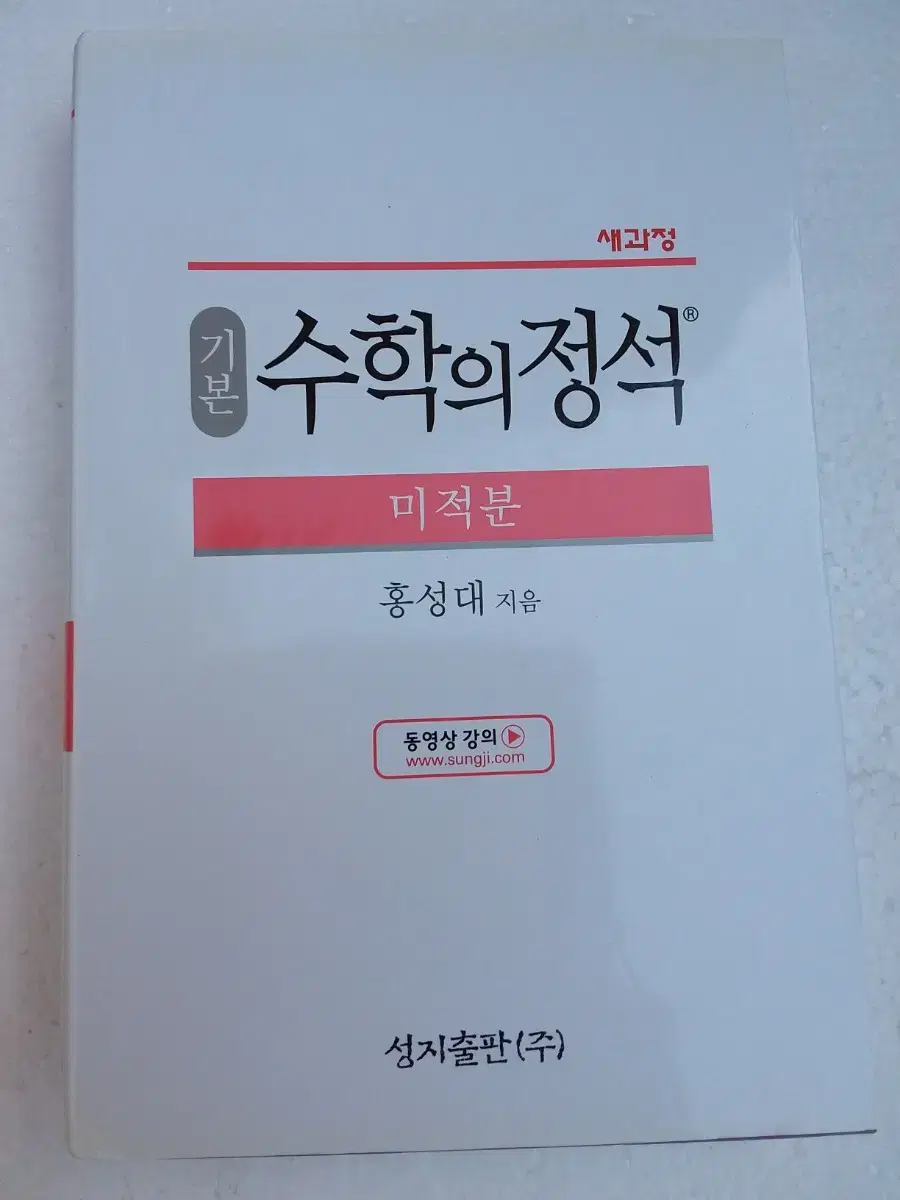 새과정
기본 수학의 정석®
미적분
홍성대 지음
동영상 강의
www.sungji.com
성지출판(주)